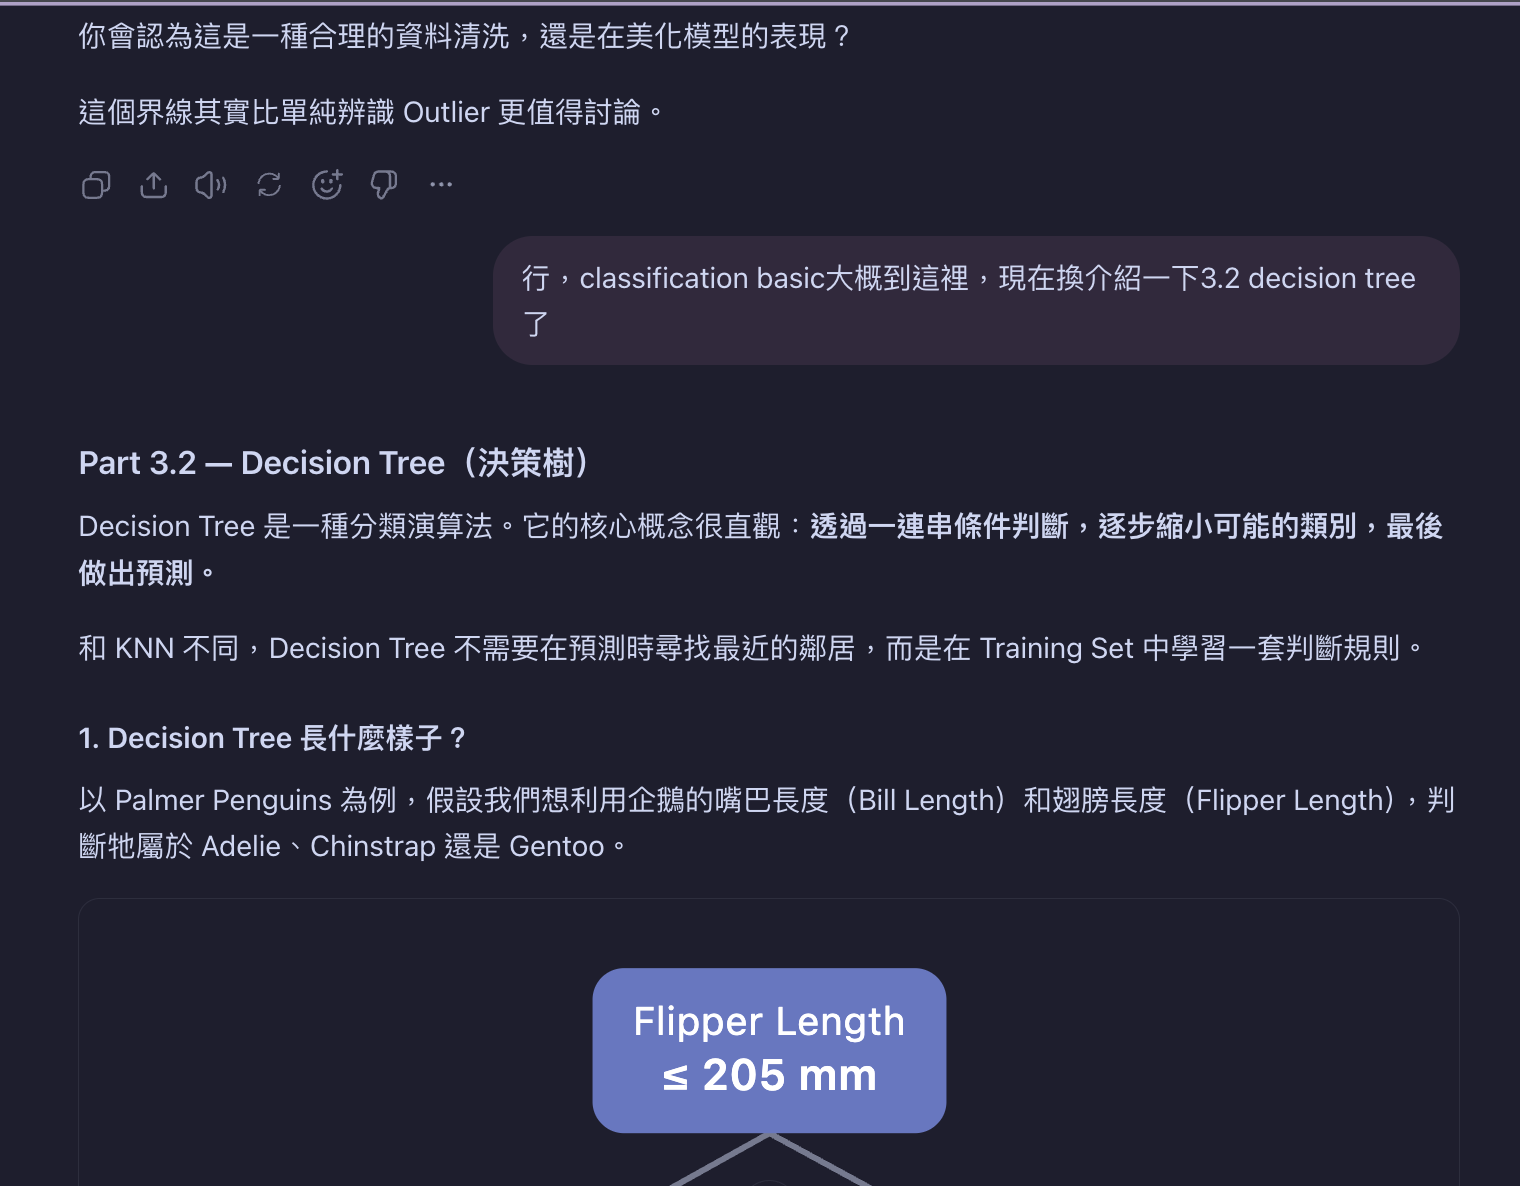 你會認為這是一種合理的資料清洗，還是在美化模型的表現？
這個界線其實比單純辨識 Outlier 更值得討論。
行，classification basic大概到這裡，現在換介紹一下3.2 decision tree
了
Part 3.2 — Decision Tree（決策樹）
Decision Tree 是一種分類演算法。它的核心概念很直觀：透過一連串條件判斷，逐步縮小可能的類別，最後
做出預測。
和 KNN 不同，Decision Tree 不需要在預測時尋找最近的鄰居，而是在 Training Set 中學習一套判斷規則。
1. Decision Tree 長什麼樣子？
以 Palmer Penguins 為例，假設我們想利用企鵝的嘴巴長度（Bill Length）和翅膀長度（Flipper Length），判
斷牠屬於 Adelie、Chinstrap 還是 Gentoo。
Flipper Length
≤ 205 mm